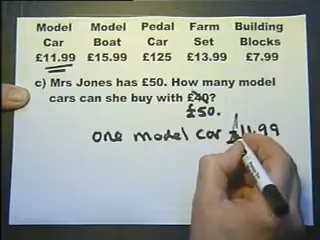 Model Model Pedal Farm Building
Car Boat Car Set Blocks
£11.99 £15.99 £125 £13.99 £7.99
c) Mrs Jones has £50. How many model
cars can she buy with £40?
£50.
one model car £11.99